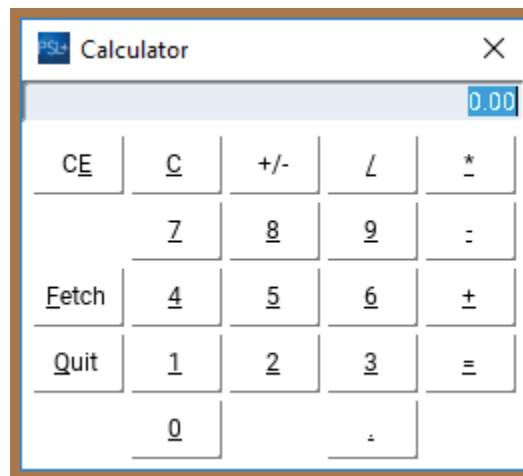 PSL+ Calculator
0.00
CE C +/- / *
7 8 9 -
Fetch 4 5 6 +
Quit 1 2 3 =
0 .